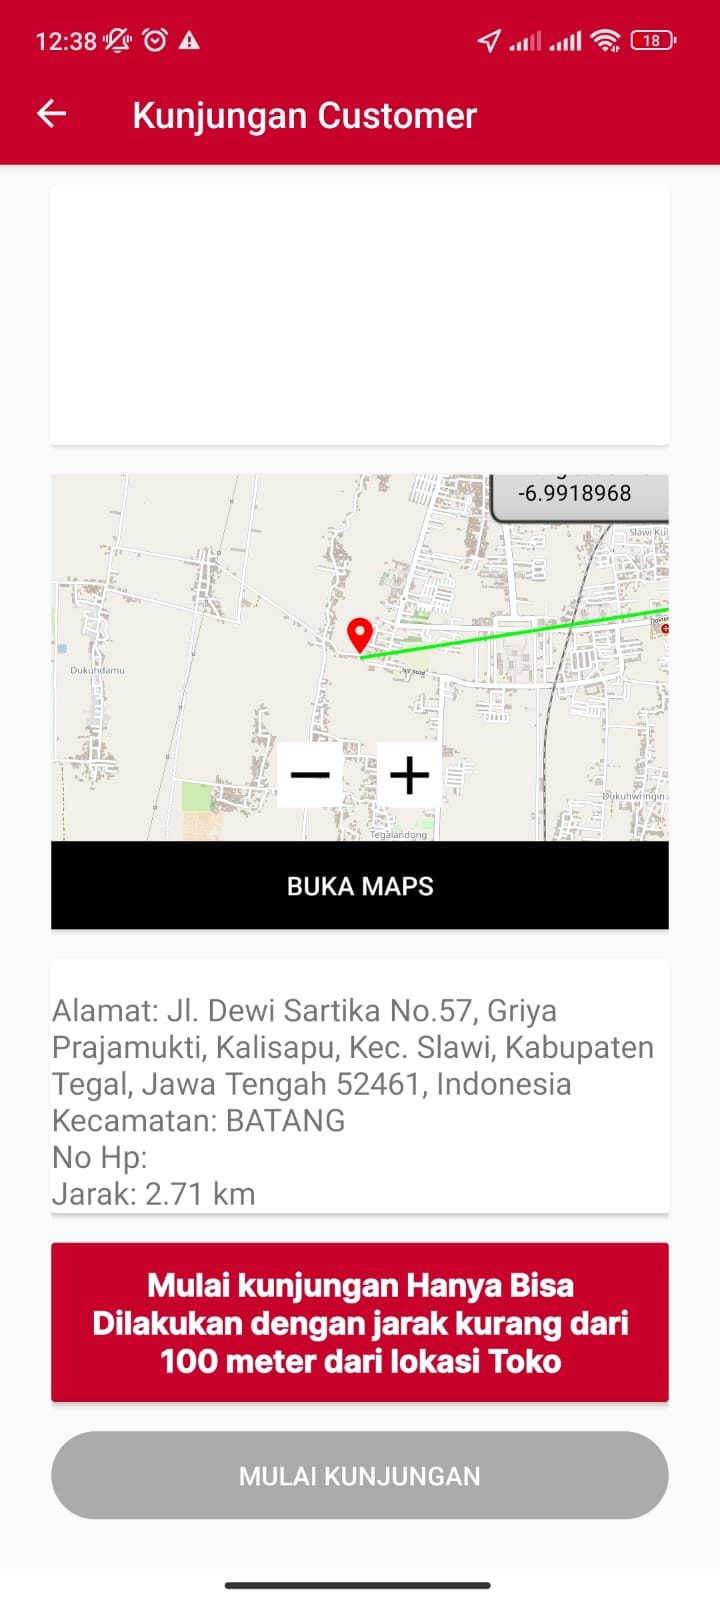 12:38
18
Kunjungan Customer
-6.9918968
Slawi Kul
Dukuhdamu
Dukuhwringin
Tegalandong
BUKA MAPS
Alamat: Jl. Dewi Sartika No.57, Griya
Prajamukti, Kalisapu, Kec. Slawi, Kabupaten
Tegal, Jawa Tengah 52461, Indonesia
Kecamatan: BATANG
No Hp:
Jarak: 2.71 km
Mulai kunjungan Hanya Bisa
Dilakukan dengan jarak kurang dari
100 meter dari lokasi Toko
MULAI KUNJUNGAN